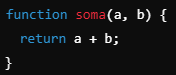 function soma(a, b) {
  return a + b;
}